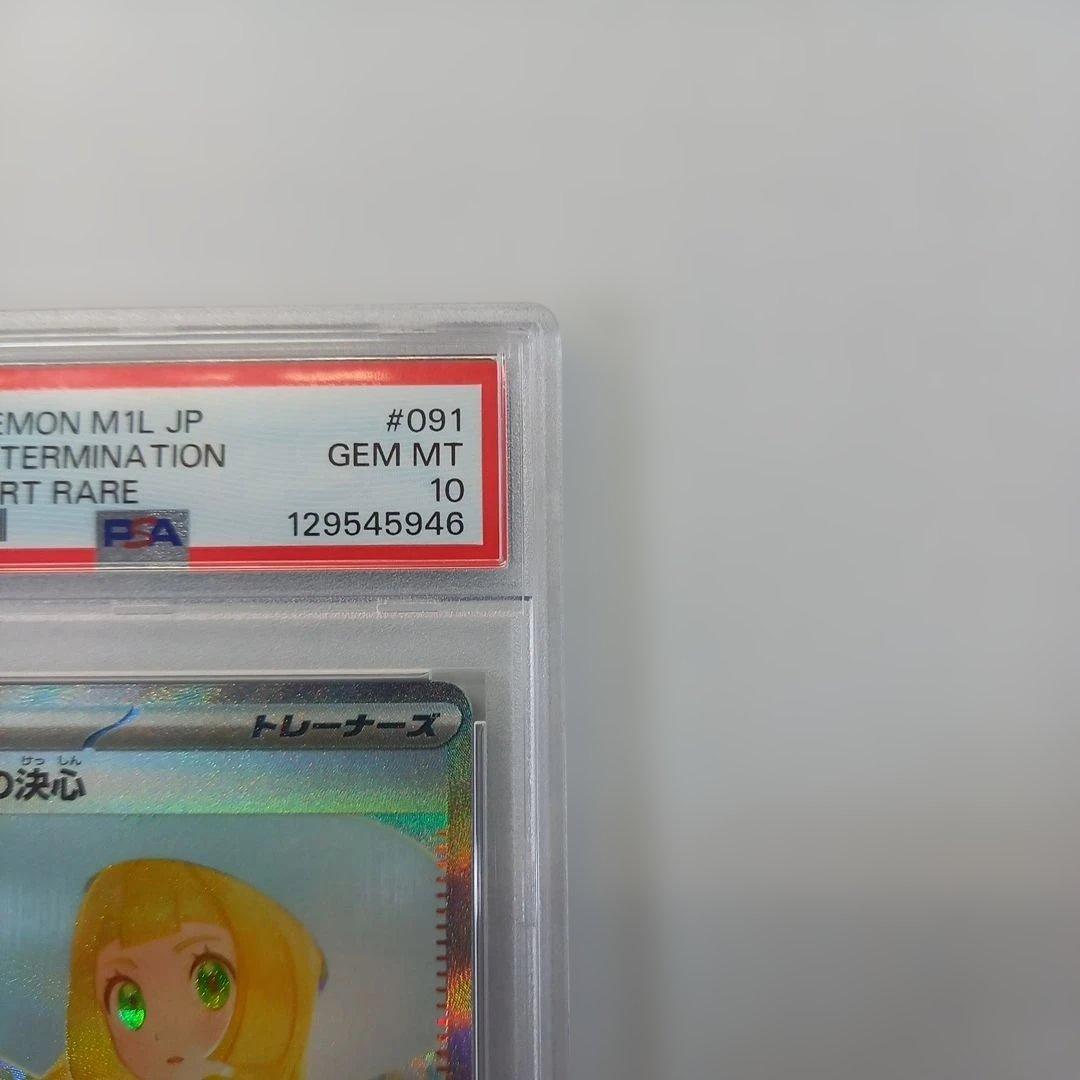 EMON M1L JP #091
TERMINATION GEM MT
RT RARE 10
PSA 129545946
トレーナーズ
けっしん
の決心